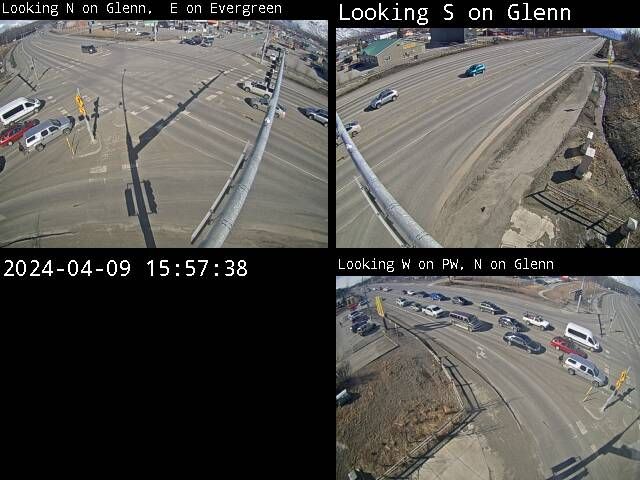 Looking N on Glenn, E on Evergreen
Looking S on Glenn
2024-04-09 15:57:38
Looking W on PW, N on Glenn